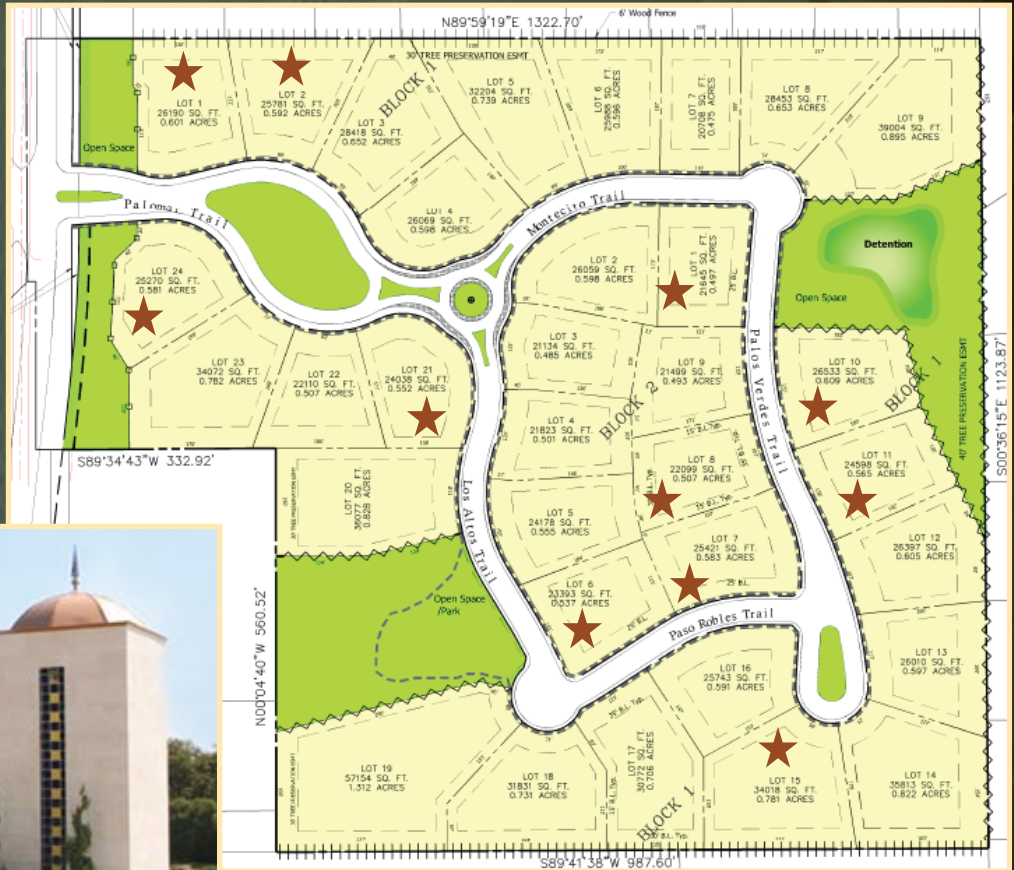 N89°59'19"E 1322.70'
6' Wood Fence
30' TREE PRESERVATION ESMT
BLOCK 1
LOT 1
26190 SQ. FT.
0.601 ACRES
LOT 2
25781 SQ. FT.
0.592 ACRES
LOT 3
28418 SQ. FT.
0.652 ACRES
LOT 4
26069 SQ. FT.
0.598 ACRES
LOT 5
32204 SQ. FT.
0.739 ACRES
LOT 6
25988 SQ. FT.
0.596 ACRES
LOT 7
20708 SQ. FT.
0.475 ACRES
LOT 8
28453 SQ. FT.
0.653 ACRES
LOT 9
39004 SQ. FT.
0.895 ACRES
Open Space
Palomar Trail
Montecito Trail
Detention
Open Space
LOT 24
25270 SQ. FT.
0.581 ACRES
LOT 23
34072 SQ. FT.
0.782 ACRES
LOT 22
22110 SQ. FT.
0.507 ACRES
LOT 21
24038 SQ. FT.
0.552 ACRES
LOT 2
26059 SQ. FT.
0.598 ACRES
LOT 1
21645 SQ. FT.
0.497 ACRES
25' B.L.
LOT 3
21134 SQ. FT.
0.485 ACRES
LOT 9
21499 SQ. FT.
0.493 ACRES
BLOCK 2
LOT 4
21823 SQ. FT.
0.501 ACRES
15' B.L. Typ.
LOT 8
22099 SQ. FT.
0.507 ACRES
15' B.L. Typ.
LOT 5
24178 SQ. FT.
0.555 ACRES
LOT 7
25421 SQ. FT.
0.583 ACRES
25' B.L.
LOT 6
23393 SQ. FT.
0.537 ACRES
25' B.L.
Palos Verdes Trail
LOT 10
26533 SQ. FT.
0.609 ACRES
BLOCK 1
40' TREE PRESERVATION ESMT
S00°36'15"E 1123.87'
LOT 11
24598 SQ. FT.
0.565 ACRES
LOT 12
26397 SQ. FT.
0.605 ACRES
LOT 13
26010 SQ. FT.
0.597 ACRES
S89°34'43"W 332.92'
LOT 20
36077 SQ. FT.
0.828 ACRES
Los Altos Trail
Open Space
/Park
N00°04'40"W 560.52'
Paso Robles Trail
LOT 16
25743 SQ. FT.
0.591 ACRES
LOT 19
57154 SQ. FT.
1.312 ACRES
LOT 18
31831 SQ. FT.
0.731 ACRES
LOT 17
30772 SQ. FT.
0.706 ACRES
BLOCK 1
LOT 15
34018 SQ. FT.
0.781 ACRES
LOT 14
35813 SQ. FT.
0.822 ACRES
S89°41'38"W 987.60'